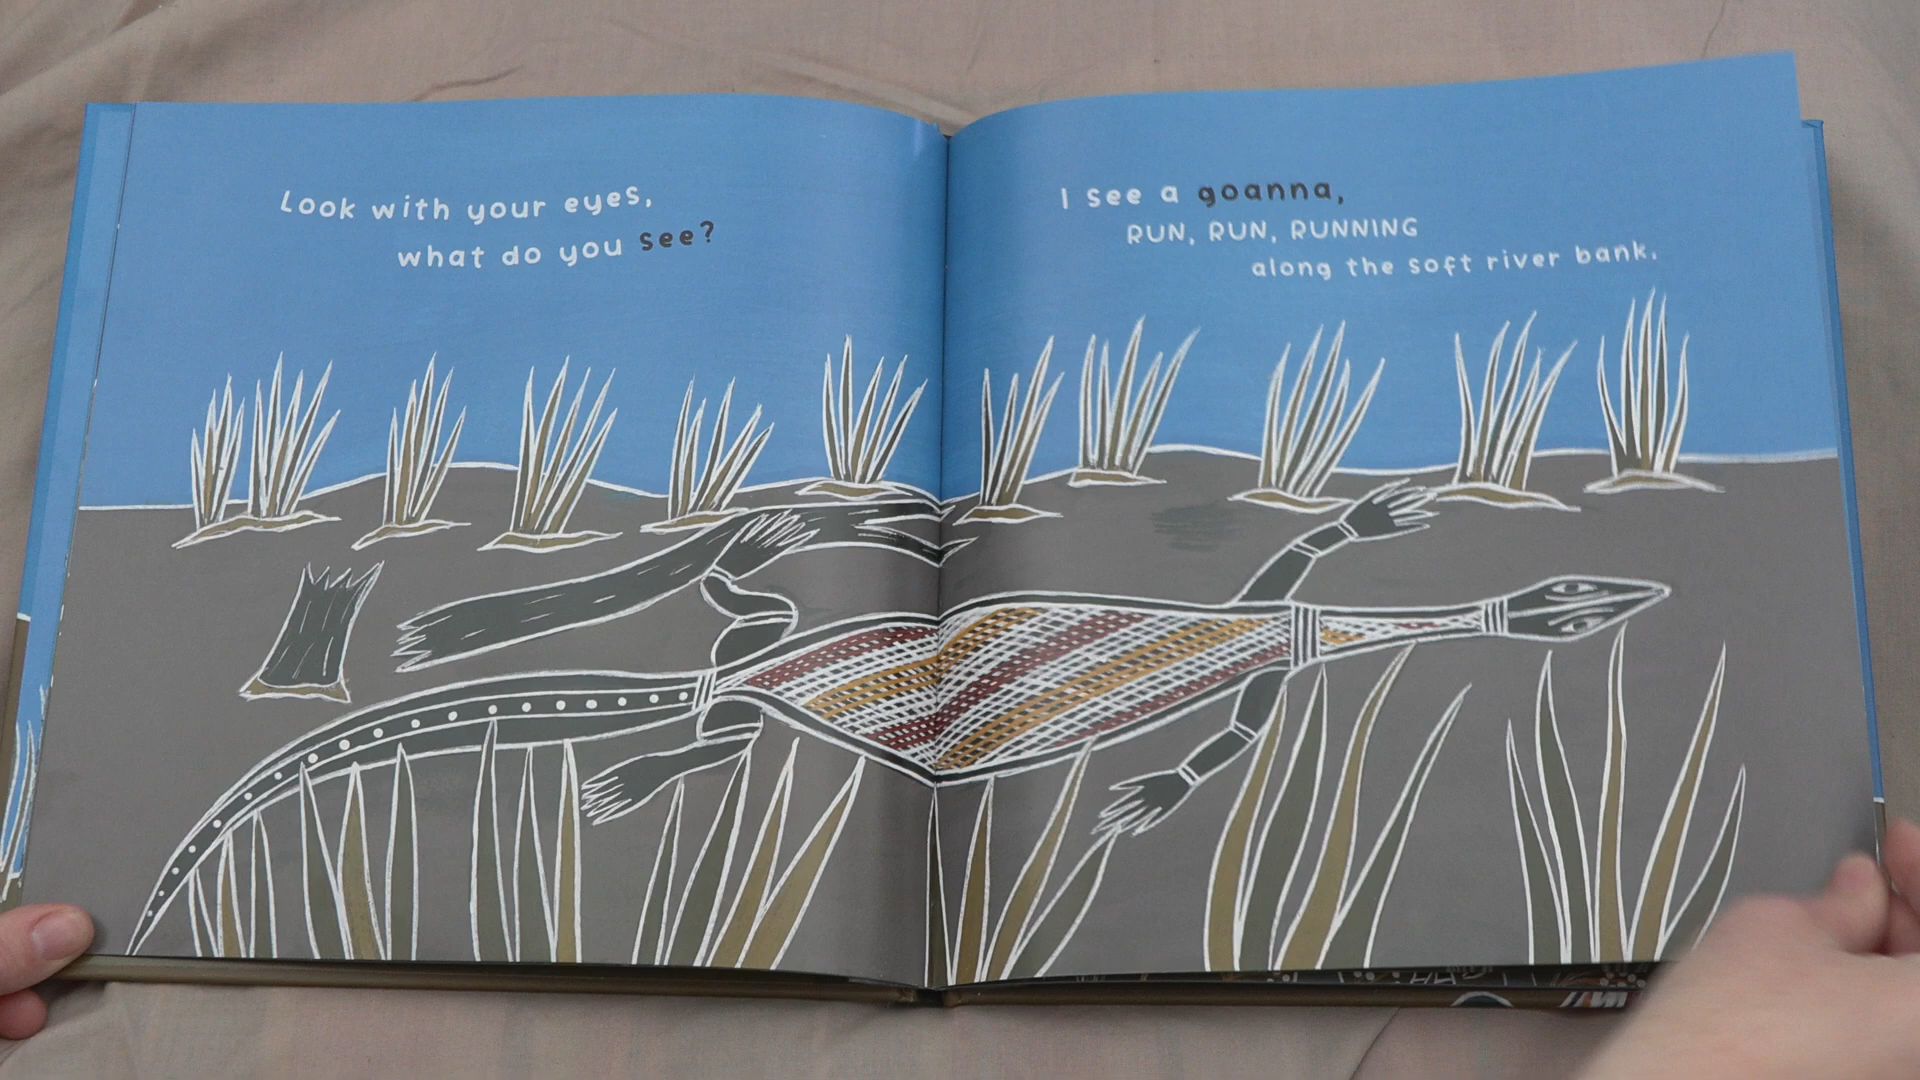 Look with your eyes,
what do you see?
I see a goanna,
RUN, RUN, RUNNING
along the soft river bank.